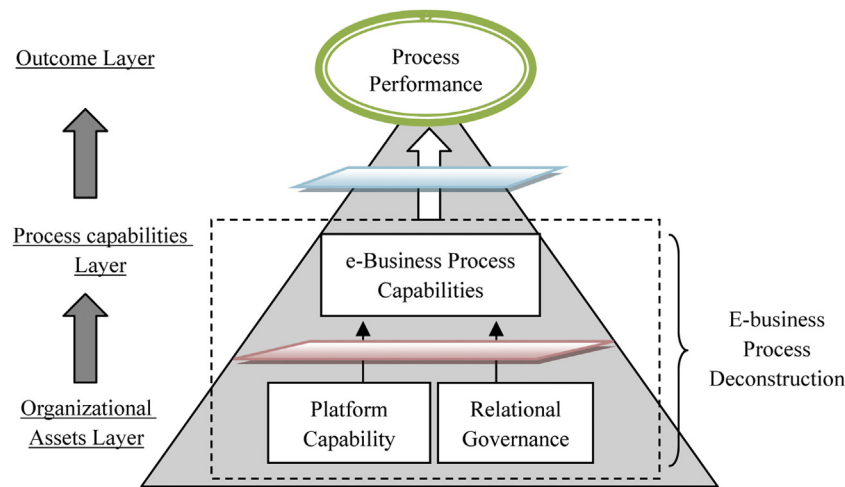 Outcome Layer
Process
Performance
Process capabilities
Layer
e-Business Process
Capabilities
E-business
Process
Deconstruction
Organizational
Assets Layer
Platform
Capability
Relational
Governance